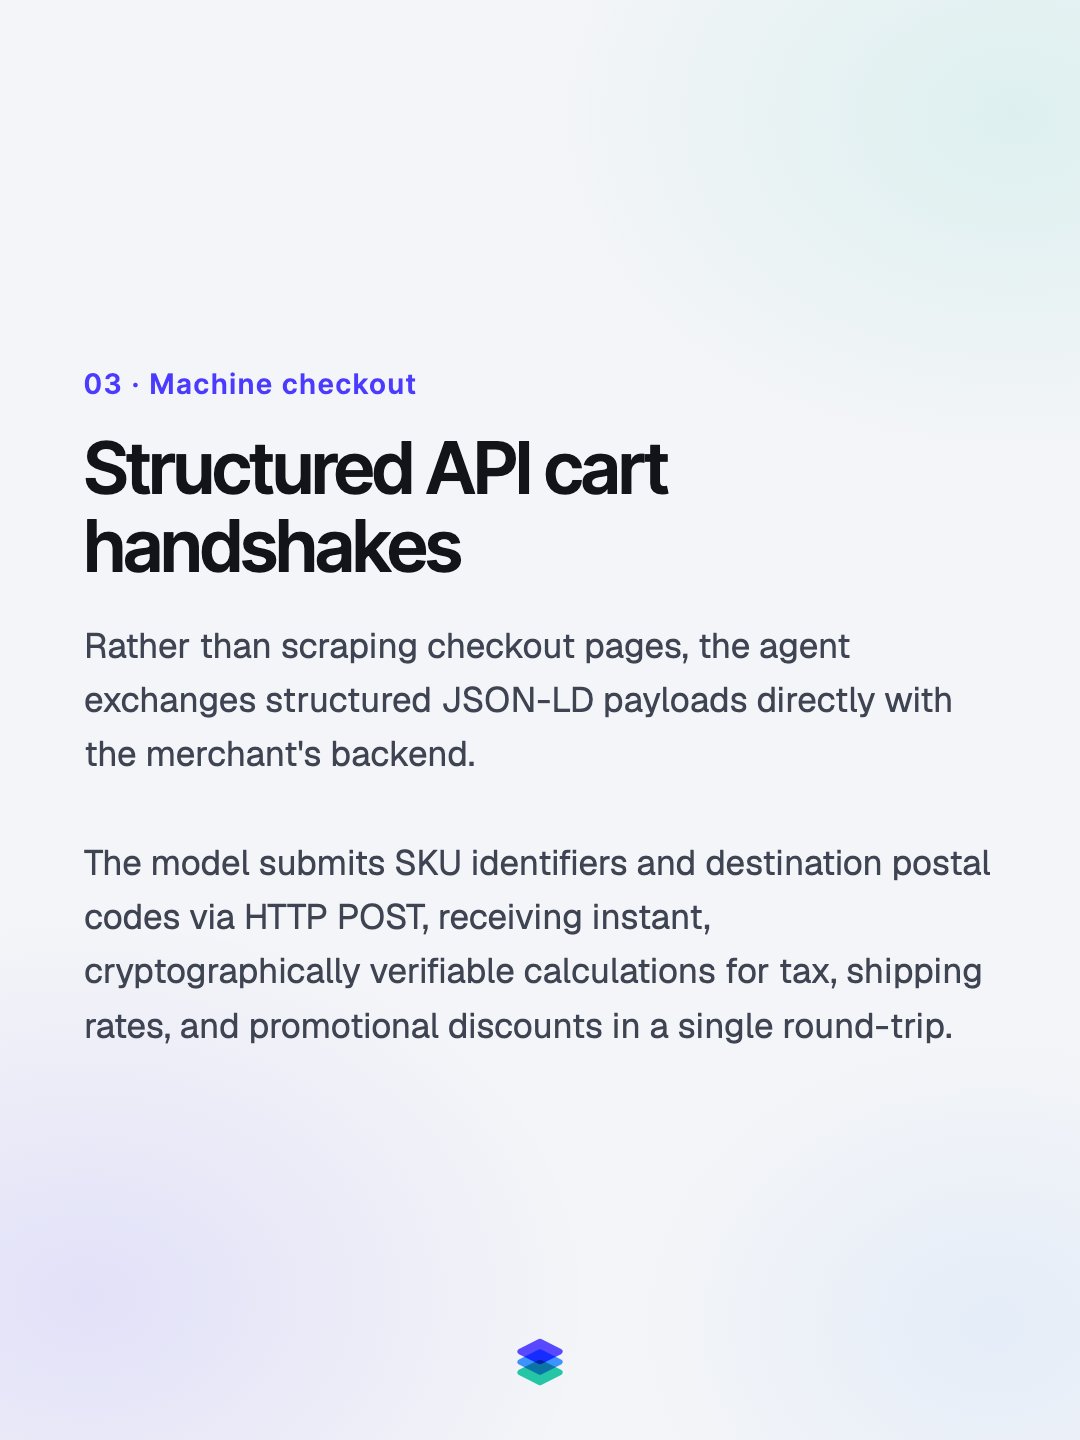 03 · Machine checkout
Structured API cart
handshakes
Rather than scraping checkout pages, the agent
exchanges structured JSON-LD payloads directly with
the merchant's backend.
The model submits SKU identifiers and destination postal
codes via HTTP POST, receiving instant,
cryptographically verifiable calculations for tax, shipping
rates, and promotional discounts in a single round-trip.